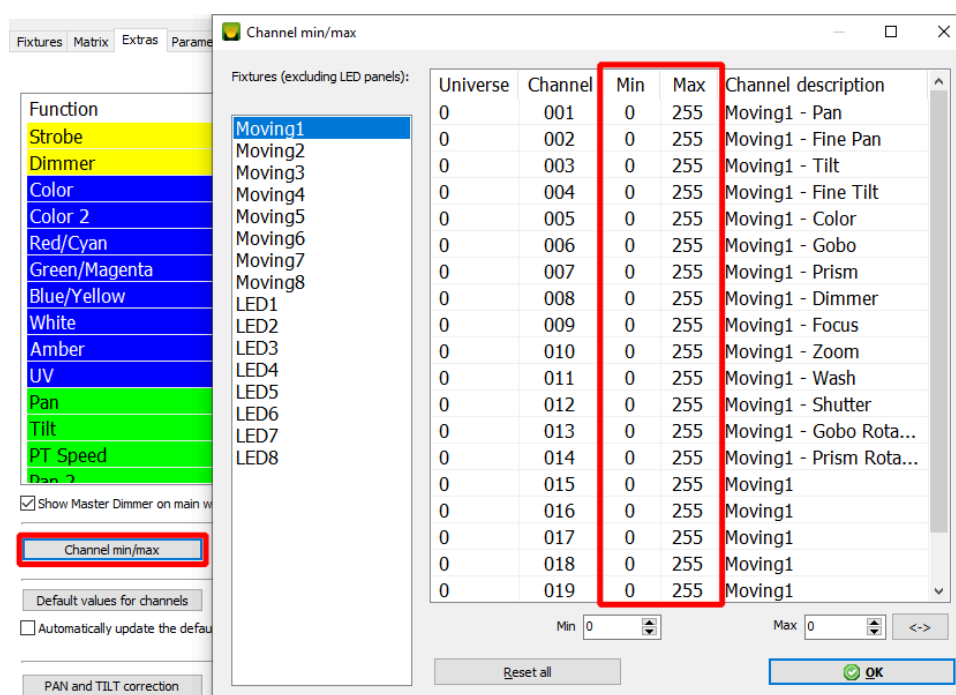 Fixtures Matrix Extras Parame
Function
Strobe
Dimmer
Color
Color 2
Red/Cyan
Green/Magenta
Blue/Yellow
White
Amber
UV
Pan
Tilt
PT Speed
Pan 2
Show Master Dimmer on main w
Channel min/max
Default values for channels
Automatically update the defau
PAN and TILT correction
Channel min/max
Fixtures (excluding LED panels):
Moving1
Moving2
Moving3
Moving4
Moving5
Moving6
Moving7
Moving8
LED1
LED2
LED3
LED4
LED5
LED6
LED7
LED8
Universe Channel Min Max Channel description
0 001 0 255 Moving1 - Pan
0 002 0 255 Moving1 - Fine Pan
0 003 0 255 Moving1 - Tilt
0 004 0 255 Moving1 - Fine Tilt
0 005 0 255 Moving1 - Color
0 006 0 255 Moving1 - Gobo
0 007 0 255 Moving1 - Prism
0 008 0 255 Moving1 - Dimmer
0 009 0 255 Moving1 - Focus
0 010 0 255 Moving1 - Zoom
0 011 0 255 Moving1 - Wash
0 012 0 255 Moving1 - Shutter
0 013 0 255 Moving1 - Gobo Rota...
0 014 0 255 Moving1 - Prism Rota...
0 015 0 255 Moving1
0 016 0 255 Moving1
0 017 0 255 Moving1
0 018 0 255 Moving1
0 019 0 255 Moving1
Min 0 Max 0 <->
Reset all OK